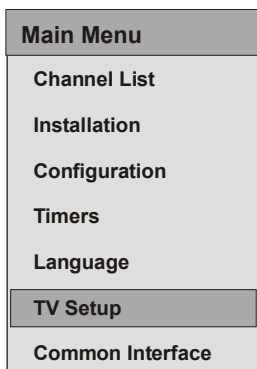 Main Menu
Channel List
Installation
Configuration
Timers
Language
TV Setup
Common Interface